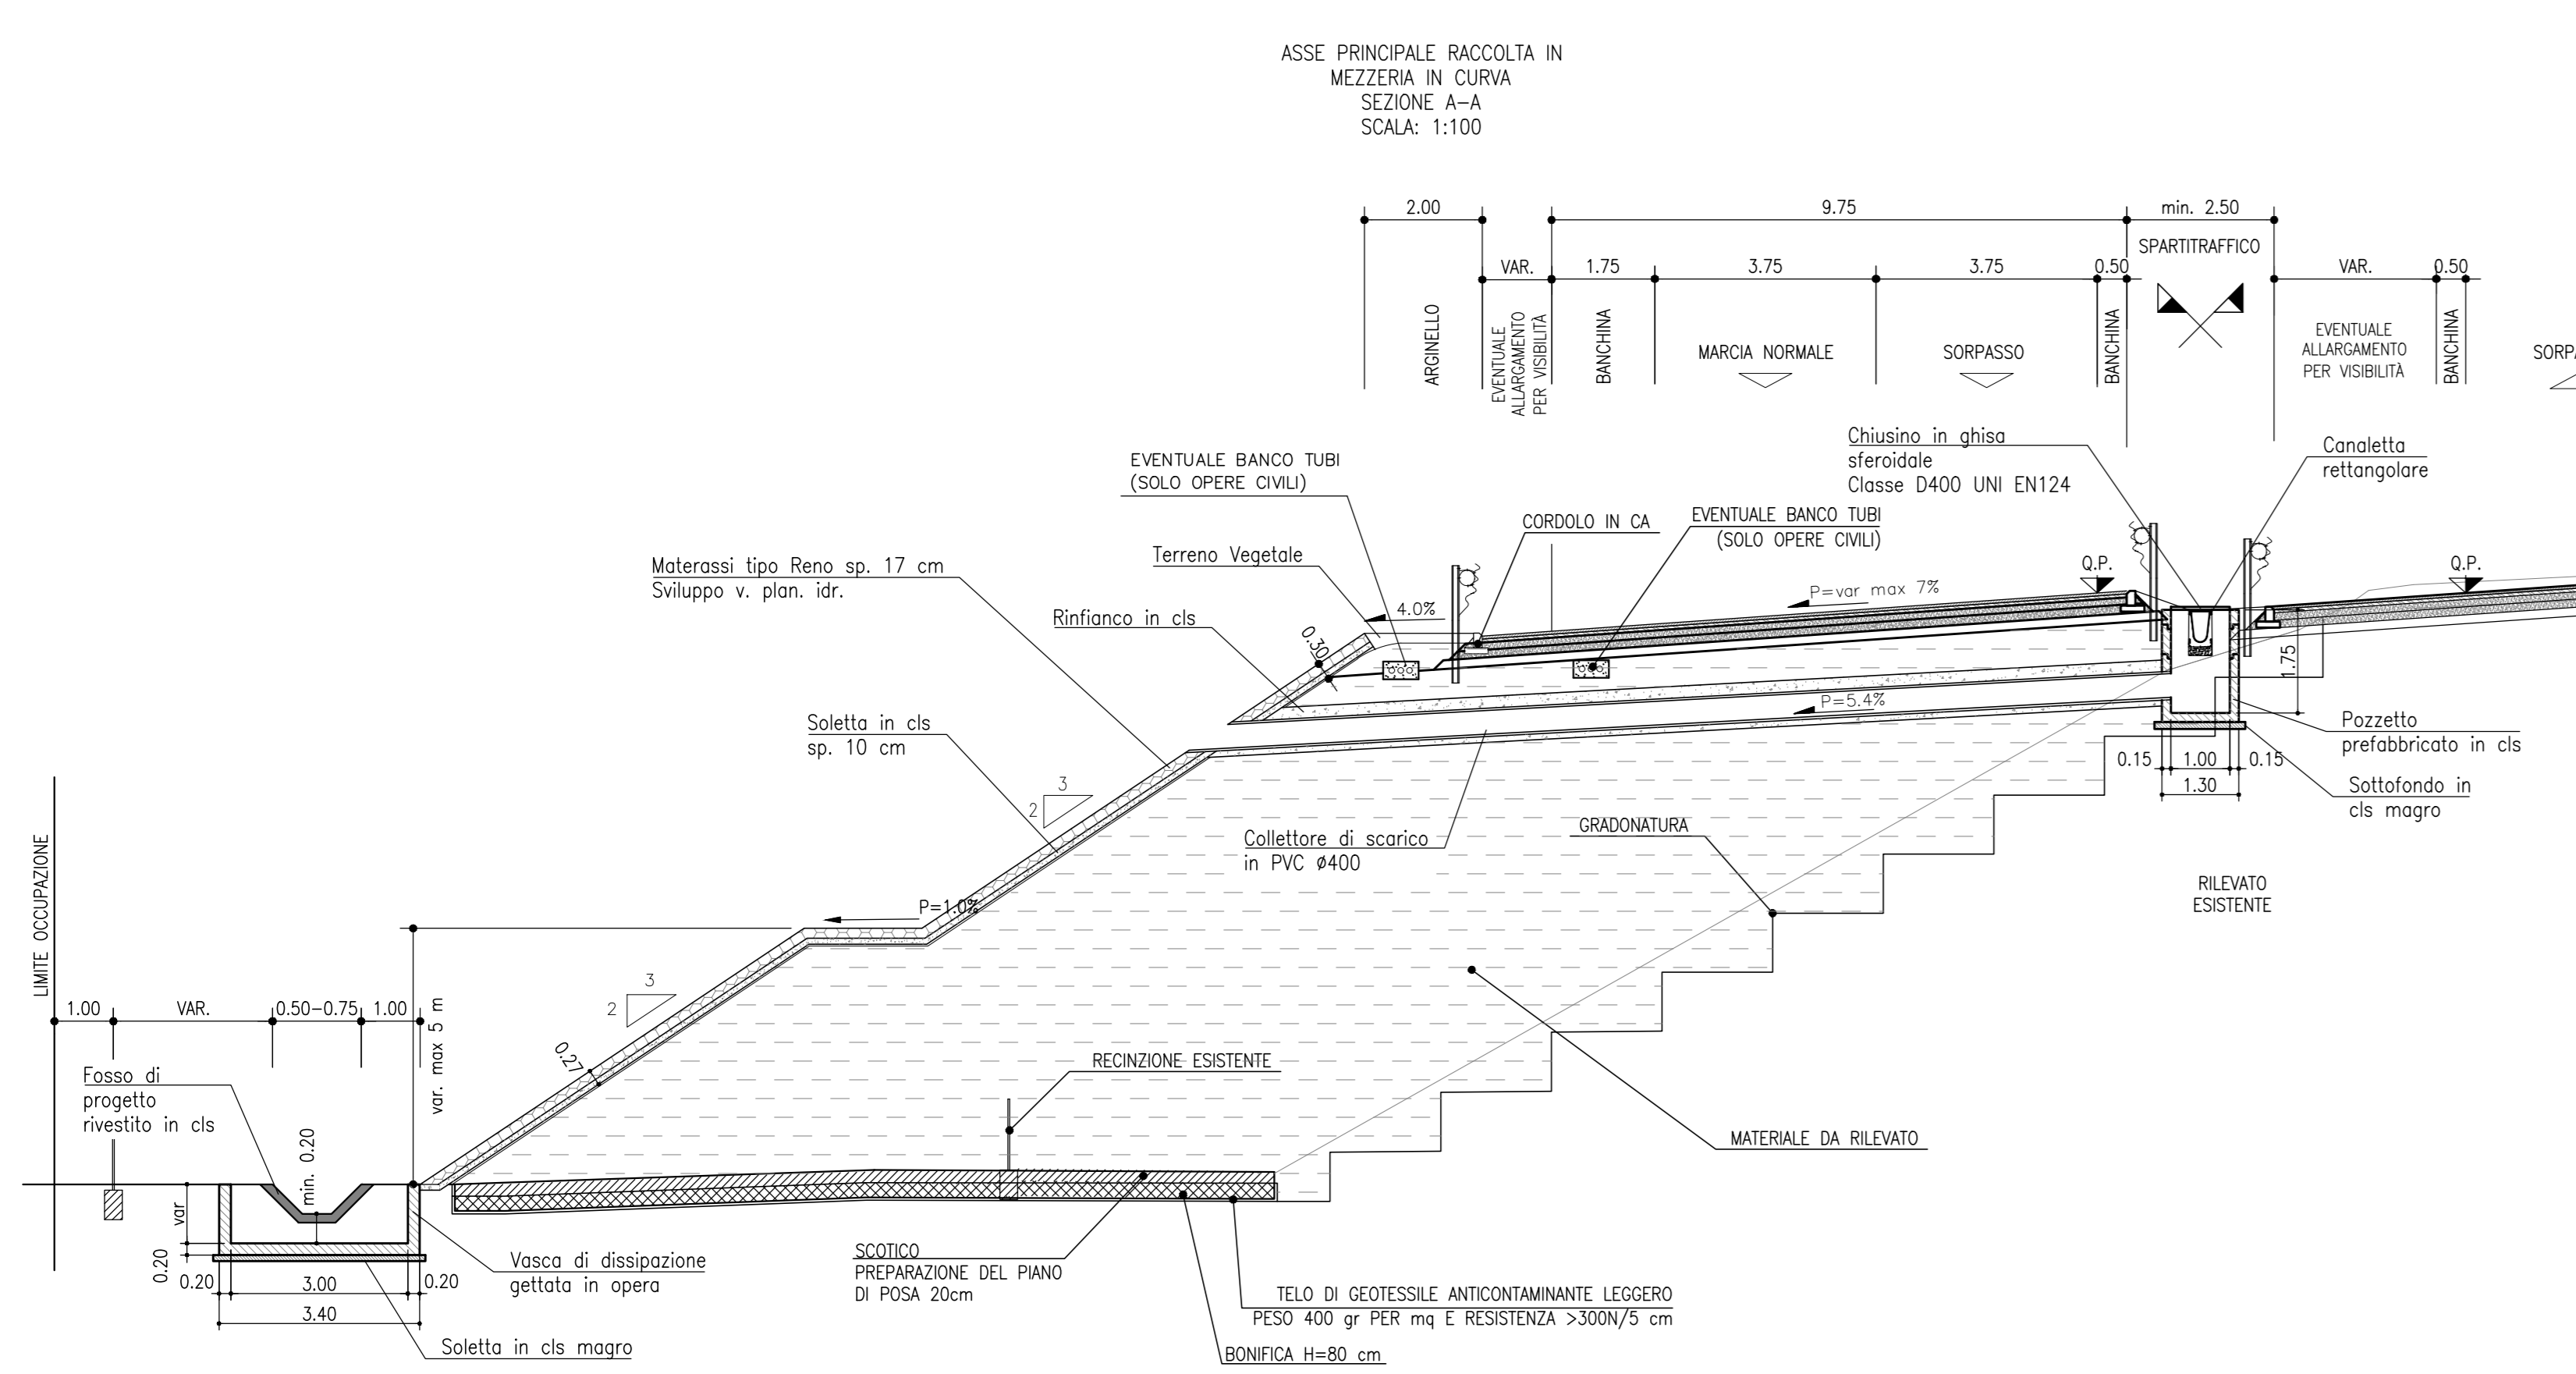 ASSE PRINCIPALE RACCOLTA IN
MEZZERIA IN CURVA
SEZIONE A–A
SCALA: 1:100
2.00
9.75
min. 2.50
SPARTITRAFFICO
VAR.
1.75
3.75
3.75
0.50
VAR.
0.50
ARGINELLO
EVENTUALE
ALLARGAMENTO
PER VISIBILITÀ
BANCHINA
MARCIA NORMALE
SORPASSO
BANCHINA
EVENTUALE
ALLARGAMENTO
PER VISIBILITÀ
BANCHINA
SORPA
EVENTUALE BANCO TUBI
(SOLO OPERE CIVILI)
Chiusino in ghisa
sferoidale
Classe D400 UNI EN124
Canaletta
rettangolare
CORDOLO IN CA
EVENTUALE BANCO TUBI
(SOLO OPERE CIVILI)
Terreno Vegetale
Materassi tipo Reno sp. 17 cm
Sviluppo v. plan. idr.
Rinfianco in cls
4.0%
P=var max 7%
Q.P.
Q.P.
0.30
1.75
P=5.4%
Soletta in cls
sp. 10 cm
Pozzetto
prefabbricato in cls
0.15
1.00
0.15
1.30
Sottofondo in
cls magro
3
2
Collettore di scarico
in PVC ø400
GRADONATURA
RILEVATO
ESISTENTE
P=1.0%
LIMITE OCCUPAZIONE
1.00
VAR.
0.50–0.75
1.00
var. max 5 m
3
2
0.27
RECINZIONE ESISTENTE
MATERIALE DA RILEVATO
Fosso di
progetto
rivestito in cls
min. 0.20
var
0.20
0.20
3.00
0.20
3.40
Vasca di dissipazione
gettata in opera
Soletta in cls magro
SCOTICO
PREPARAZIONE DEL PIANO
DI POSA 20cm
TELO DI GEOTESSILE ANTICONTAMINANTE LEGGERO
PESO 400 gr PER mq E RESISTENZA >300N/5 cm
BONIFICA H=80 cm